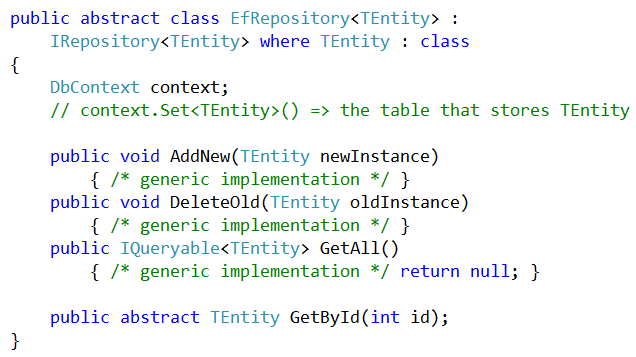 public abstract class EfRepository<TEntity> :
    IRepository<TEntity> where TEntity : class
{
    DbContext context;
    // context.Set<TEntity>() => the table that stores TEntity

    public void AddNew(TEntity newInstance)
        { /* generic implementation */ }
    public void DeleteOld(TEntity oldInstance)
        { /* generic implementation */ }
    public IQueryable<TEntity> GetAll()
        { /* generic implementation */ return null; }

    public abstract TEntity GetById(int id);
}